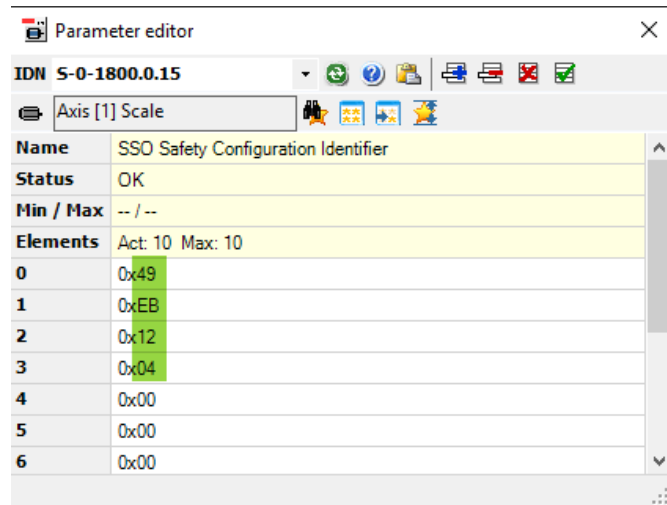 Parameter editor
IDN S-0-1800.0.15
Axis [1] Scale
Name SSO Safety Configuration Identifier
Status OK
Min / Max -- / --
Elements Act: 10 Max: 10
0 0x49
1 0xEB
2 0x12
3 0x04
4 0x00
5 0x00
6 0x00